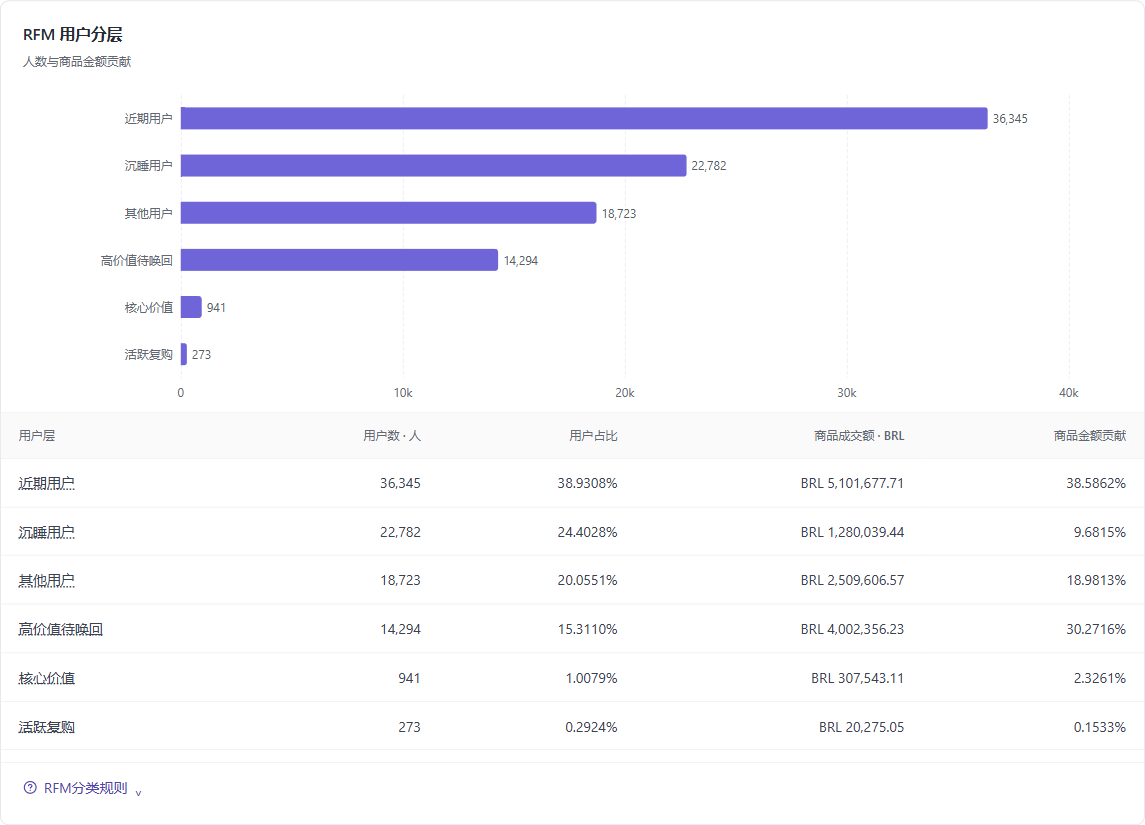 RFM 用户分层
人数与商品金额贡献
近期用户 36,345
沉睡用户 22,782
其他用户 18,723
高价值待唤回 14,294
核心价值 941
活跃复购 273
0 10k 20k 30k 40k
用户层 用户数 · 人 用户占比 商品成交额 · BRL 商品金额贡献
近期用户 36,345 38.9308% BRL 5,101,677.71 38.5862%
沉睡用户 22,782 24.4028% BRL 1,280,039.44 9.6815%
其他用户 18,723 20.0551% BRL 2,509,606.57 18.9813%
高价值待唤回 14,294 15.3110% BRL 4,002,356.23 30.2716%
核心价值 941 1.0079% BRL 307,543.11 2.3261%
活跃复购 273 0.2924% BRL 20,275.05 0.1533%
RFM分类规则